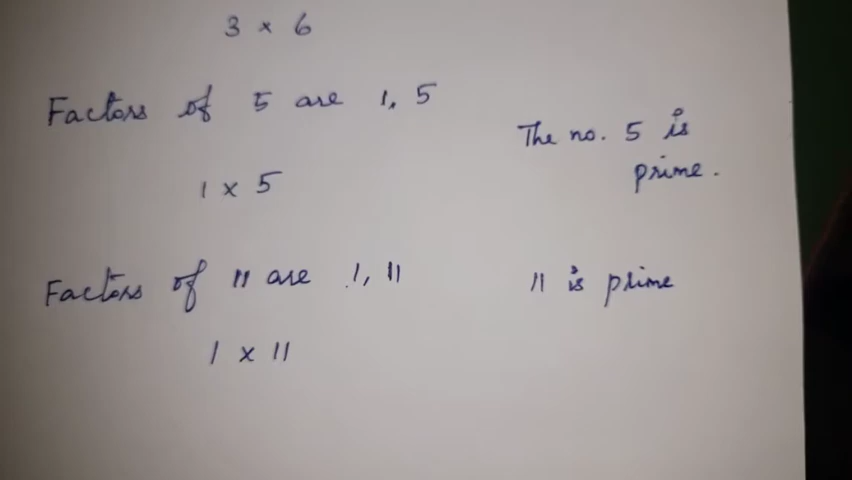 3 × 6
Factors of 5 are 1, 5
The no. 5 is
prime.
1 × 5
Factors of 11 are 1, 11
11 is prime
1 × 11